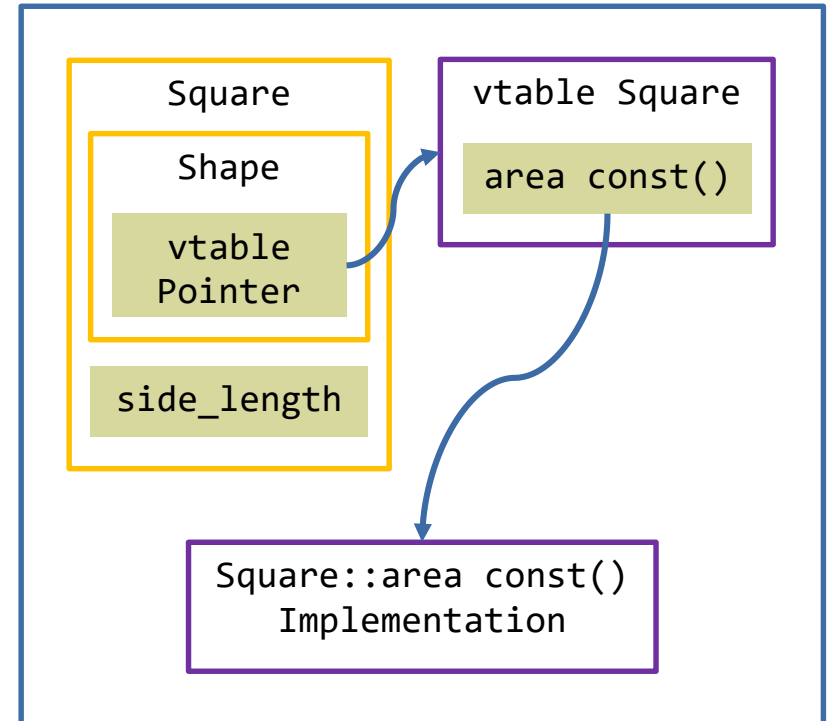 Square
Shape
vtable
Pointer
side_length
vtable Square
area const()
Square::area const()
Implementation